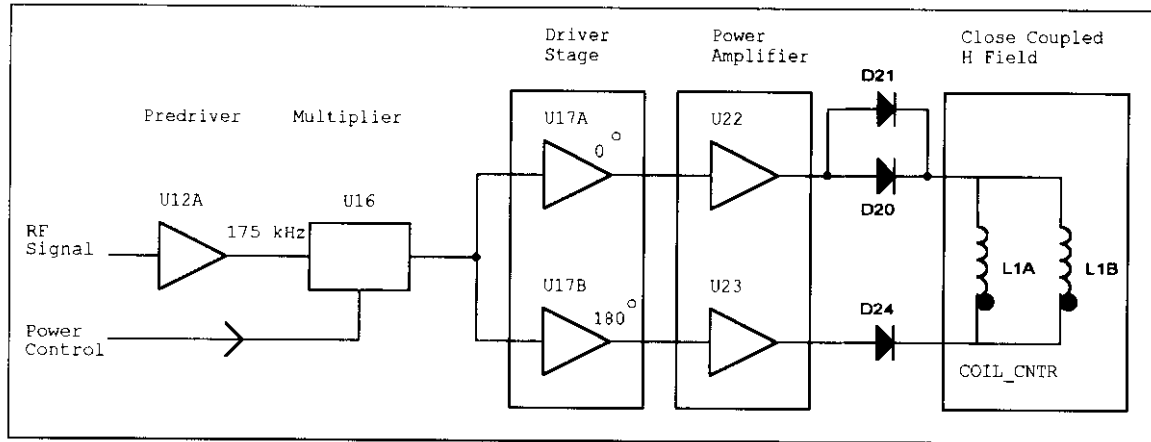 Driver
Stage
Power
Amplifier
Close Coupled
H Field
D21
Predriver
Multiplier
U17A
0°
U22
D20
U12A
U16
RF
Signal
175 kHz
L1A
L1B
U17B
180°
U23
D24
Power
Control
COIL_CNTR